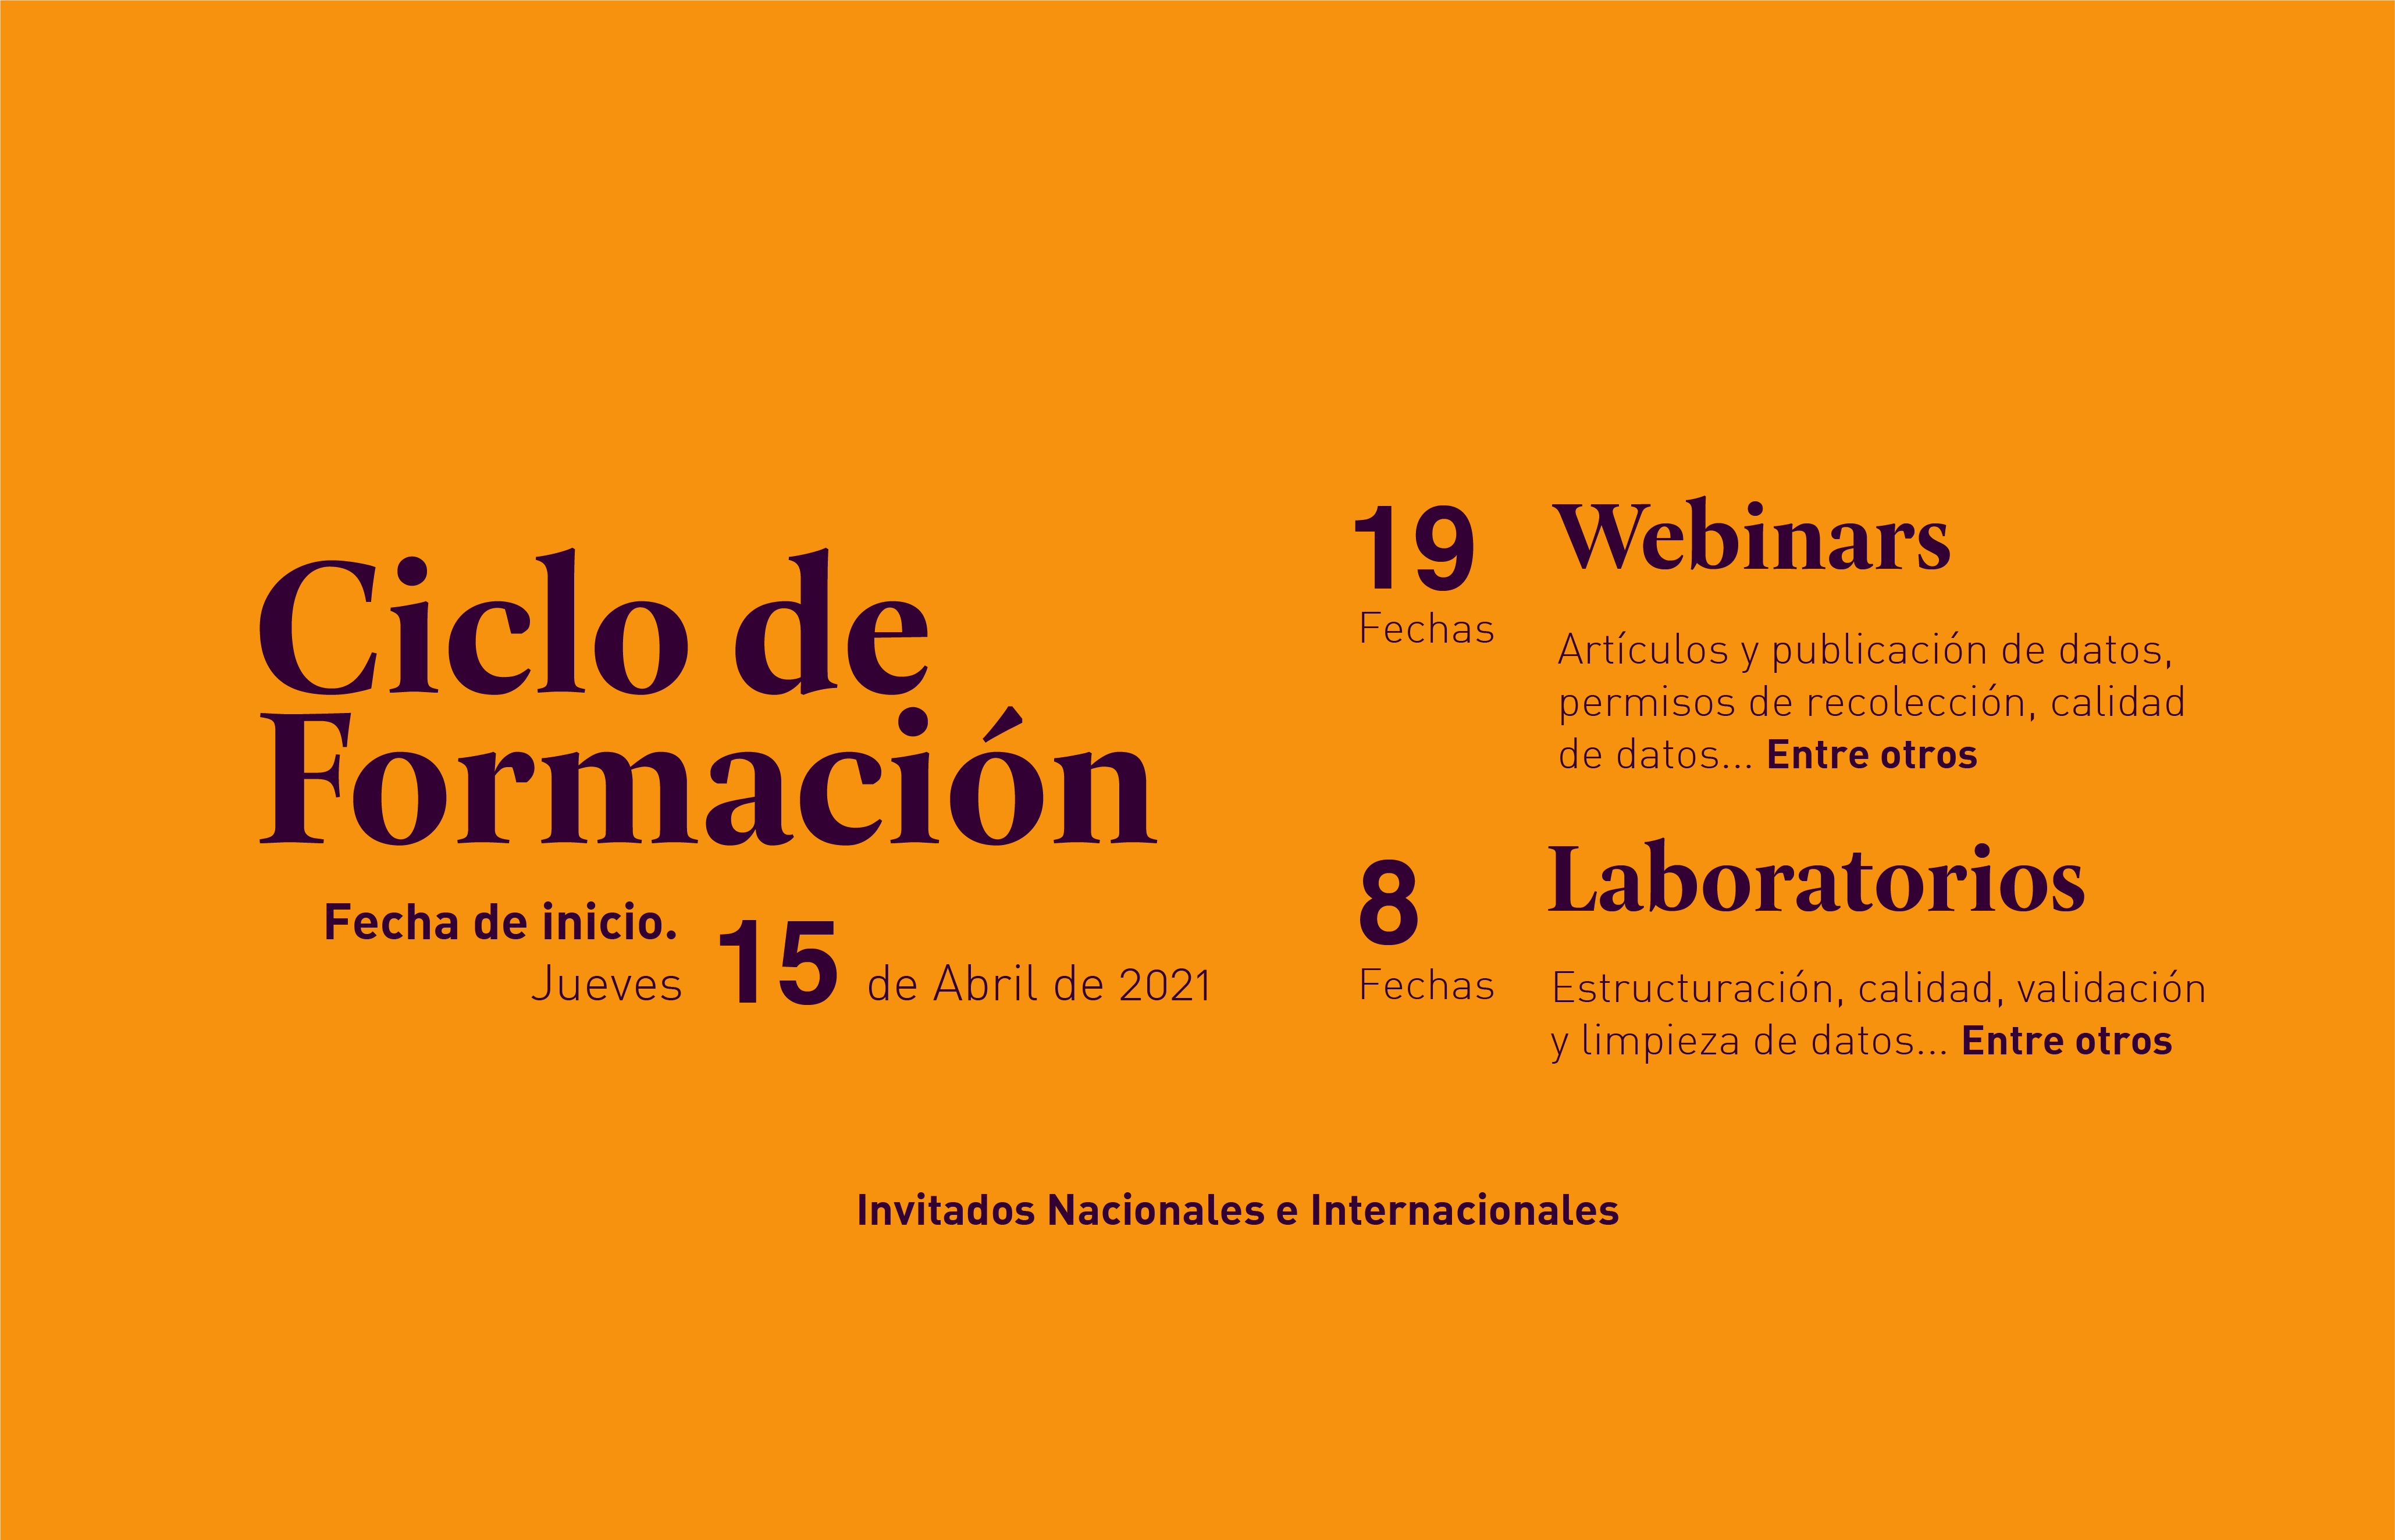 Ciclo de
Formación
Fecha de inicio.
Jueves 15 de Abril de 2021
19 Webinars
Fechas
Artículos y publicación de datos,
permisos de recolección, calidad
de datos... Entre otros
8 Laboratorios
Fechas
Estructuración, calidad, validación
y limpieza de datos... Entre otros
Invitados Nacionales e Internacionales